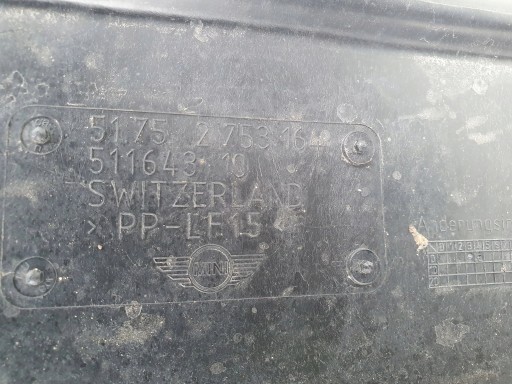 51.75 2 753 164
511643 10
SWITZERLAND
> PP-LF15 <
MINI